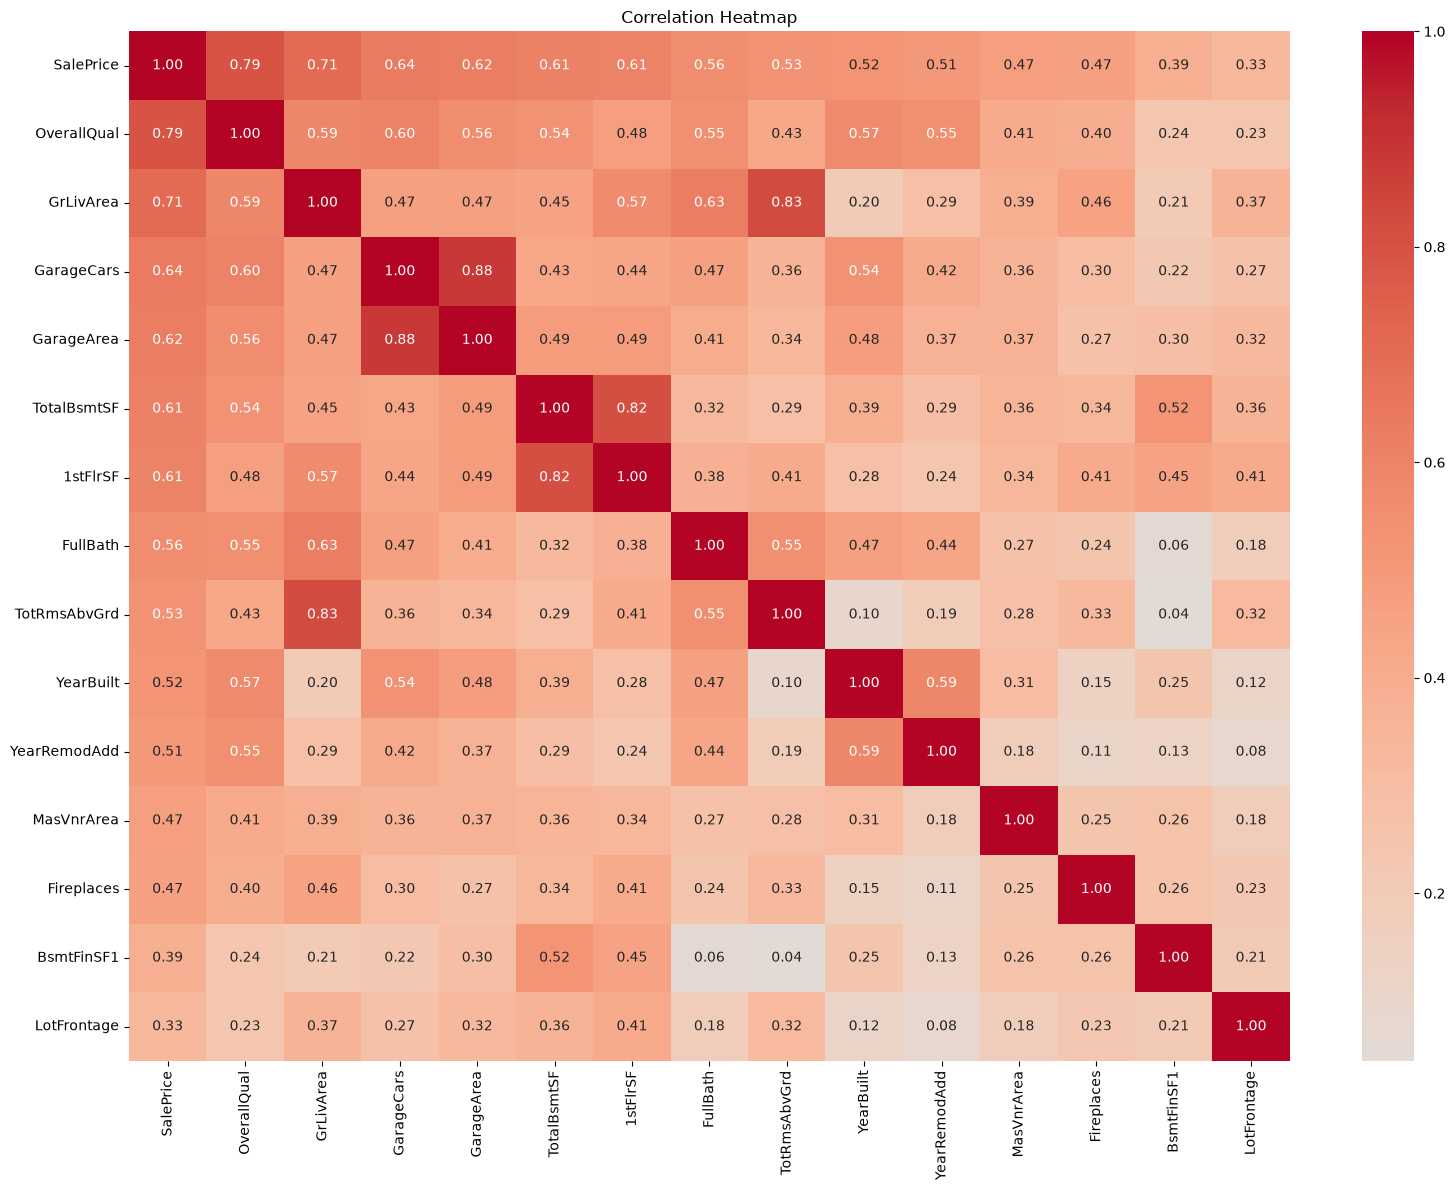 Correlation Heatmap
SalePrice 1.00 0.79 0.71 0.64 0.62 0.61 0.61 0.56 0.53 0.52 0.51 0.47 0.47 0.39 0.33
OverallQual 0.79 1.00 0.59 0.60 0.56 0.54 0.48 0.55 0.43 0.57 0.55 0.41 0.40 0.24 0.23
GrLivArea 0.71 0.59 1.00 0.47 0.47 0.45 0.57 0.63 0.83 0.20 0.29 0.39 0.46 0.21 0.37
GarageCars 0.64 0.60 0.47 1.00 0.88 0.43 0.44 0.47 0.36 0.54 0.42 0.36 0.30 0.22 0.27
GarageArea 0.62 0.56 0.47 0.88 1.00 0.49 0.49 0.41 0.34 0.48 0.37 0.37 0.27 0.30 0.32
TotalBsmtSF 0.61 0.54 0.45 0.43 0.49 1.00 0.82 0.32 0.29 0.39 0.29 0.36 0.34 0.52 0.36
1stFlrSF 0.61 0.48 0.57 0.44 0.49 0.82 1.00 0.38 0.41 0.28 0.24 0.34 0.41 0.45 0.41
FullBath 0.56 0.55 0.63 0.47 0.41 0.32 0.38 1.00 0.55 0.47 0.44 0.27 0.24 0.06 0.18
TotRmsAbvGrd 0.53 0.43 0.83 0.36 0.34 0.29 0.41 0.55 1.00 0.10 0.19 0.28 0.33 0.04 0.32
YearBuilt 0.52 0.57 0.20 0.54 0.48 0.39 0.28 0.47 0.10 1.00 0.59 0.31 0.15 0.25 0.12
YearRemodAdd 0.51 0.55 0.29 0.42 0.37 0.29 0.24 0.44 0.19 0.59 1.00 0.18 0.11 0.13 0.08
MasVnrArea 0.47 0.41 0.39 0.36 0.37 0.36 0.34 0.27 0.28 0.31 0.18 1.00 0.25 0.26 0.18
Fireplaces 0.47 0.40 0.46 0.30 0.27 0.34 0.41 0.24 0.33 0.15 0.11 0.25 1.00 0.26 0.23
BsmtFinSF1 0.39 0.24 0.21 0.22 0.30 0.52 0.45 0.06 0.04 0.25 0.13 0.26 0.26 1.00 0.21
LotFrontage 0.33 0.23 0.37 0.27 0.32 0.36 0.41 0.18 0.32 0.12 0.08 0.18 0.23 0.21 1.00
SalePrice
OverallQual
GrLivArea
GarageCars
GarageArea
TotalBsmtSF
1stFlrSF
FullBath
TotRmsAbvGrd
YearBuilt
YearRemodAdd
MasVnrArea
Fireplaces
BsmtFinSF1
LotFrontage
1.0
0.8
0.6
0.4
0.2